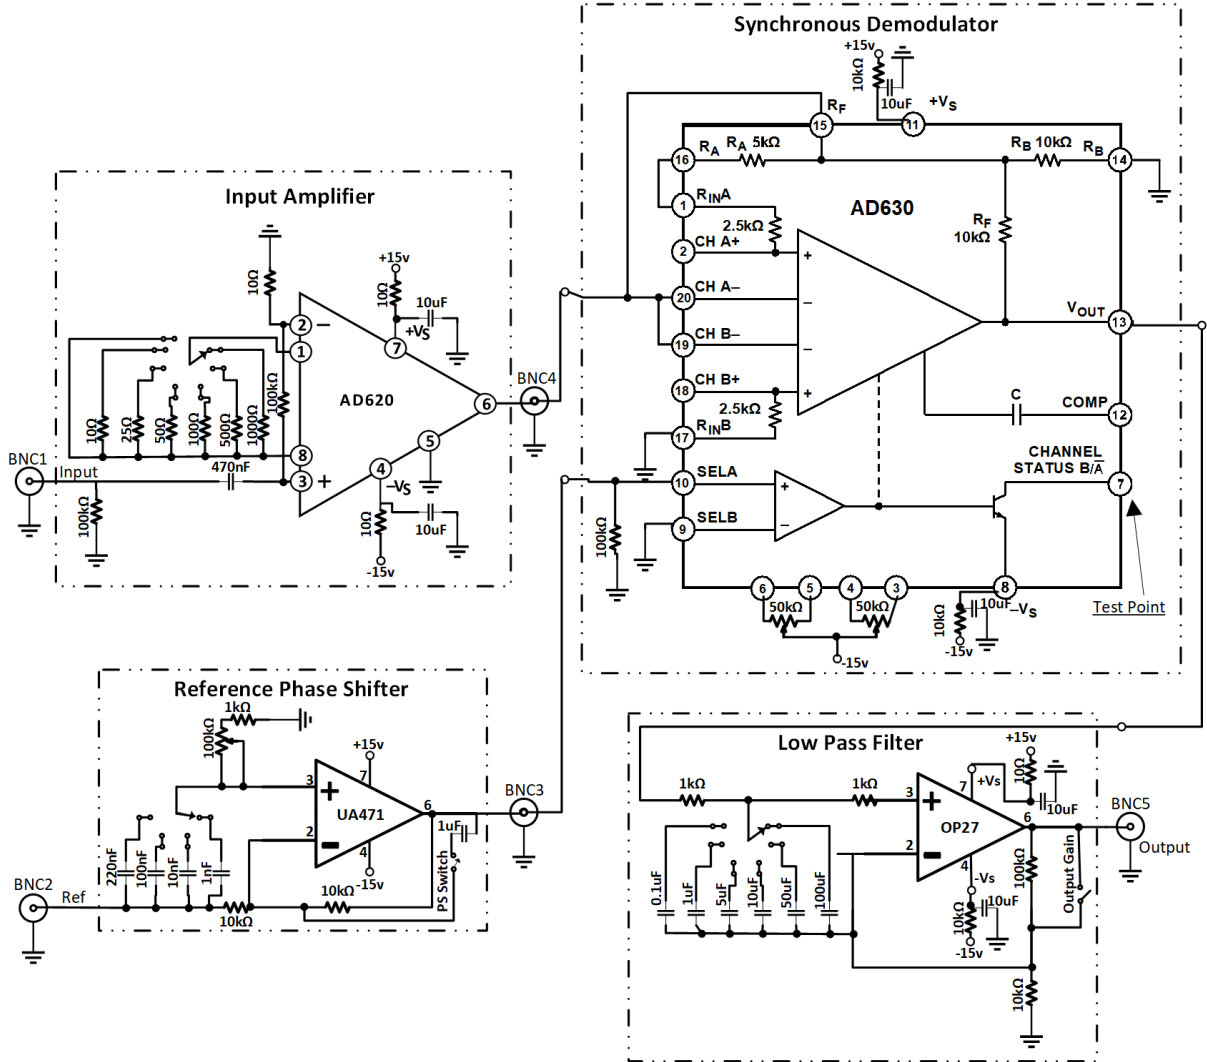 Synchronous Demodulator
+15v
10kΩ
10uF
+VS
RF
15
11
16
RA
RA 5kΩ
RB 10kΩ
RB
14
1
RINA
2.5kΩ
AD630
RF
10kΩ
2
CH A+
+
20
CH A–
–
VOUT
13
19
CH B–
–
18
CH B+
+
2.5kΩ
C
COMP
12
17
RINB
CHANNEL
STATUS B/A
10
SELA
+
7
9
SELB
–
100kΩ
6
5
4
3
8
50kΩ
50kΩ
-15v
10kΩ
10uF
–VS
-15v
Test Point
Input Amplifier
10Ω
+15v
10Ω
10uF
+VS
7
2
–
1
AD620
6
BNC4
10Ω
25Ω
50Ω
100Ω
500Ω
100Ω
100kΩ
5
8
4
3
+
–VS
BNC1
Input
470nF
100kΩ
10Ω
10uF
-15v
Reference Phase Shifter
1kΩ
100kΩ
+15v
7
3
+
UA471
6
BNC3
2
-
4
-15v
1uF
PS Switch
220nF
100nF
10nF
1nF
BNC2
Ref
10kΩ
10kΩ
Low Pass Filter
+15v
10Ω
10uF
+Vs
7
1kΩ
1kΩ
3
+
OP27
6
BNC5
Output
2
-
4
-Vs
10uF
10kΩ
-15v
100kΩ
Output Gain
0.1uF
1uF
5uF
10uF
50uF
100uF
10kΩ